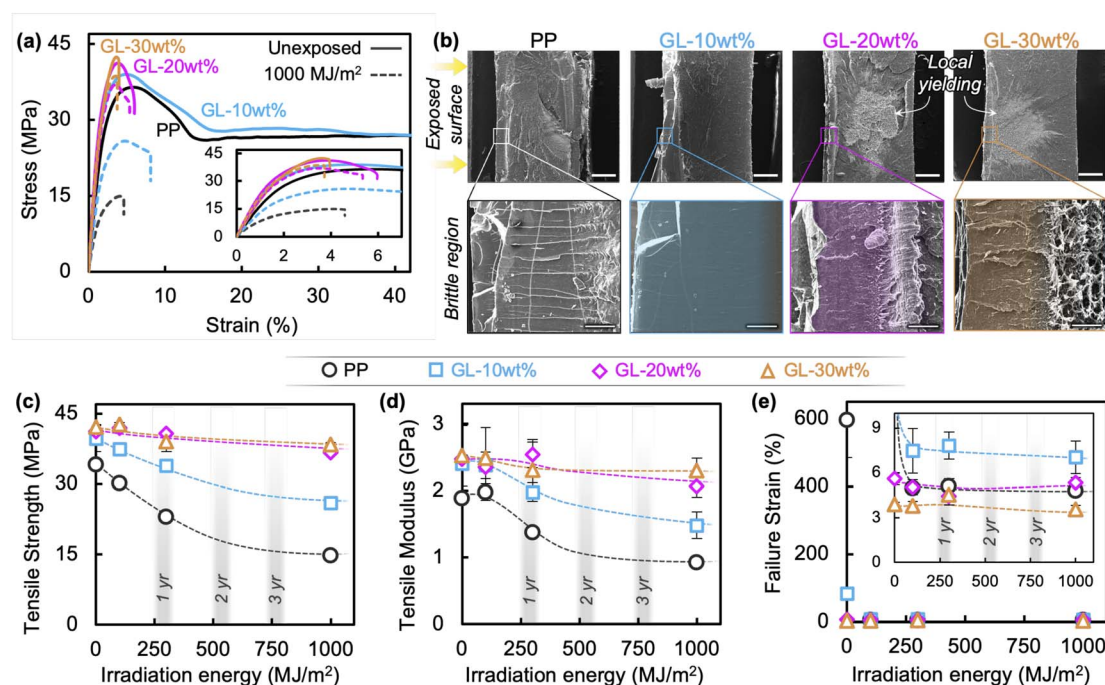 (a)
GL-30wt%
GL-20wt%
GL-10wt%
PP
Unexposed
1000 MJ/m²
Stress (MPa)
45
30
15
0
0 10 20 30 40
Strain (%)
45
30
15
0
0 2 4 6
(b)
PP
GL-10wt%
GL-20wt%
GL-30wt%
Exposed
surface
Local
yielding
Brittle region
PP
GL-10wt%
GL-20wt%
GL-30wt%
(c)
Tensile Strength (MPa)
45
30
15
0
1 yr
2 yr
3 yr
0 250 500 750 1000
Irradiation energy (MJ/m²)
(d)
Tensile Modulus (GPa)
3
2
1
0
1 yr
2 yr
3 yr
0 250 500 750 1000
Irradiation energy (MJ/m²)
(e)
Failure Strain (%)
600
400
200
0
9
6
3
0
1 yr
2 yr
3 yr
0 250 500 750 1000
0 250 500 750 1000
Irradiation energy (MJ/m²)